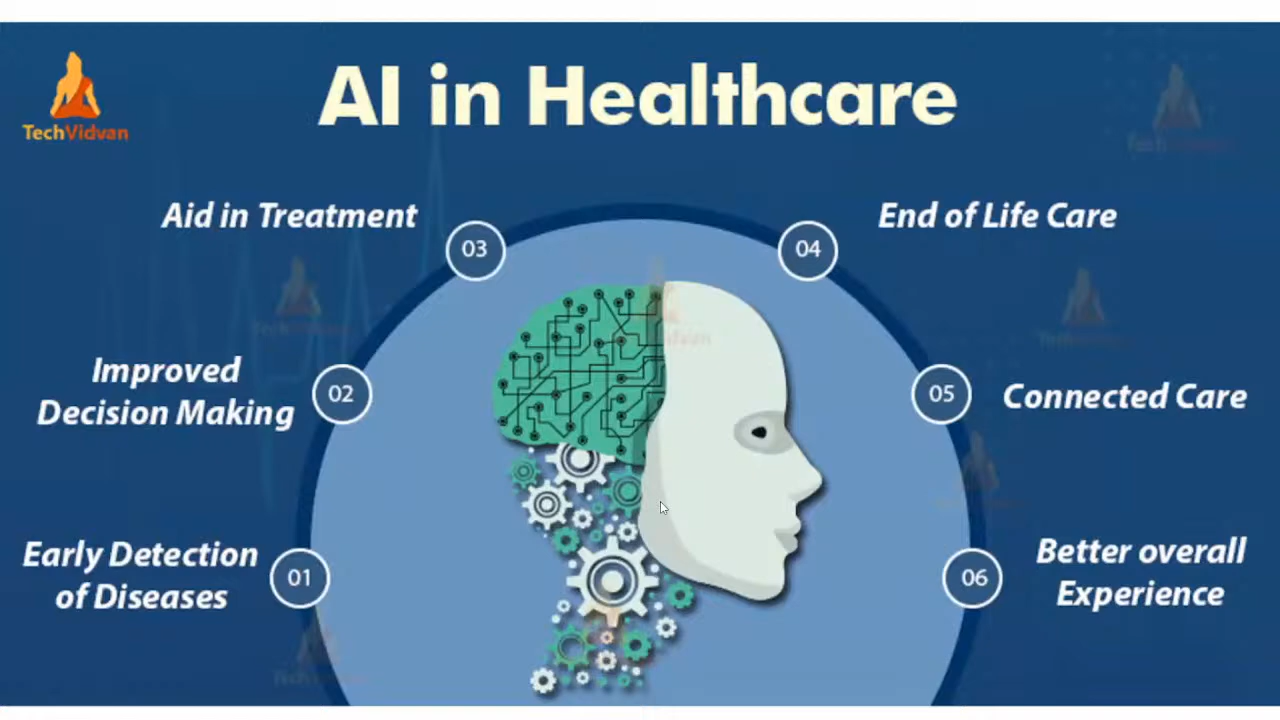 TechVidvan
AI in Healthcare
Aid in Treatment
03
04
End of Life Care
Improved
Decision Making
02
05
Connected Care
Early Detection
of Diseases
01
06
Better overall
Experience